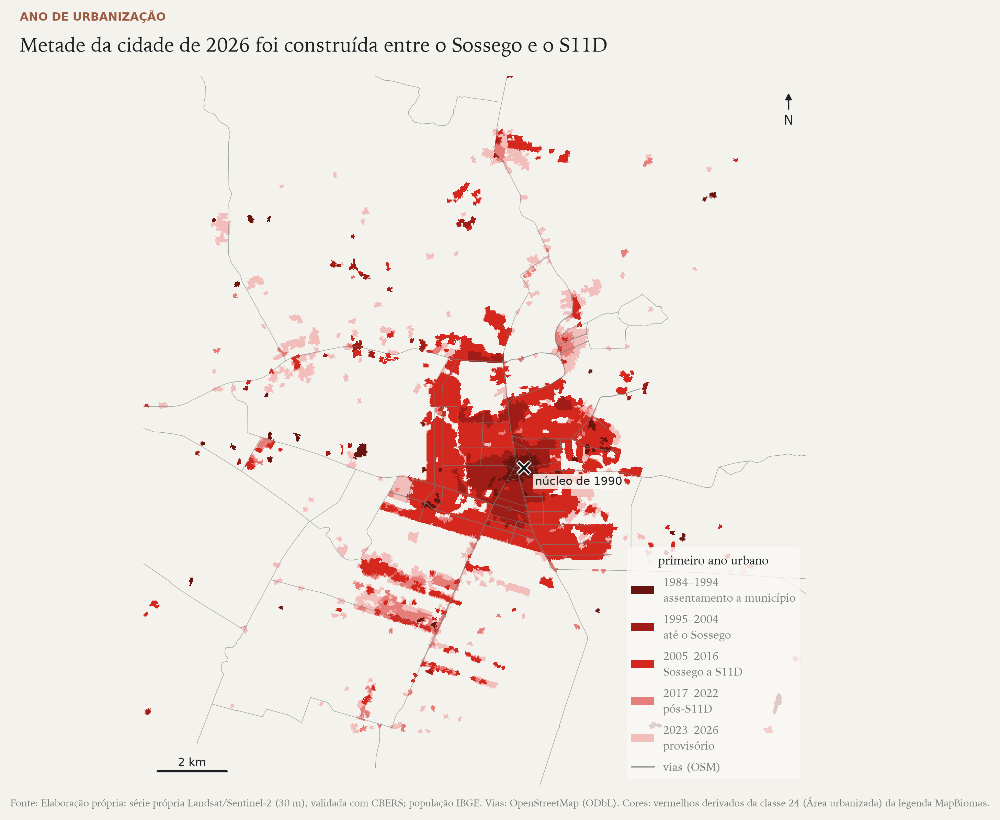 ANO DE URBANIZAÇÃO
Metade da cidade de 2026 foi construída entre o Sossego e o S11D
N
núcleo de 1990
primeiro ano urbano
1984–1994
assentamento a município
1995–2004
até o Sossego
2005–2016
Sossego a S11D
2017–2022
pós-S11D
2023–2026
provisório
vias (OSM)
2 km
Fonte: Elaboração própria: série própria Landsat/Sentinel-2 (30 m), validada com CBERS; população IBGE. Vias: OpenStreetMap (ODbL). Cores: vermelhos derivados da classe 24 (Área urbanizada) da legenda MapBiomas.